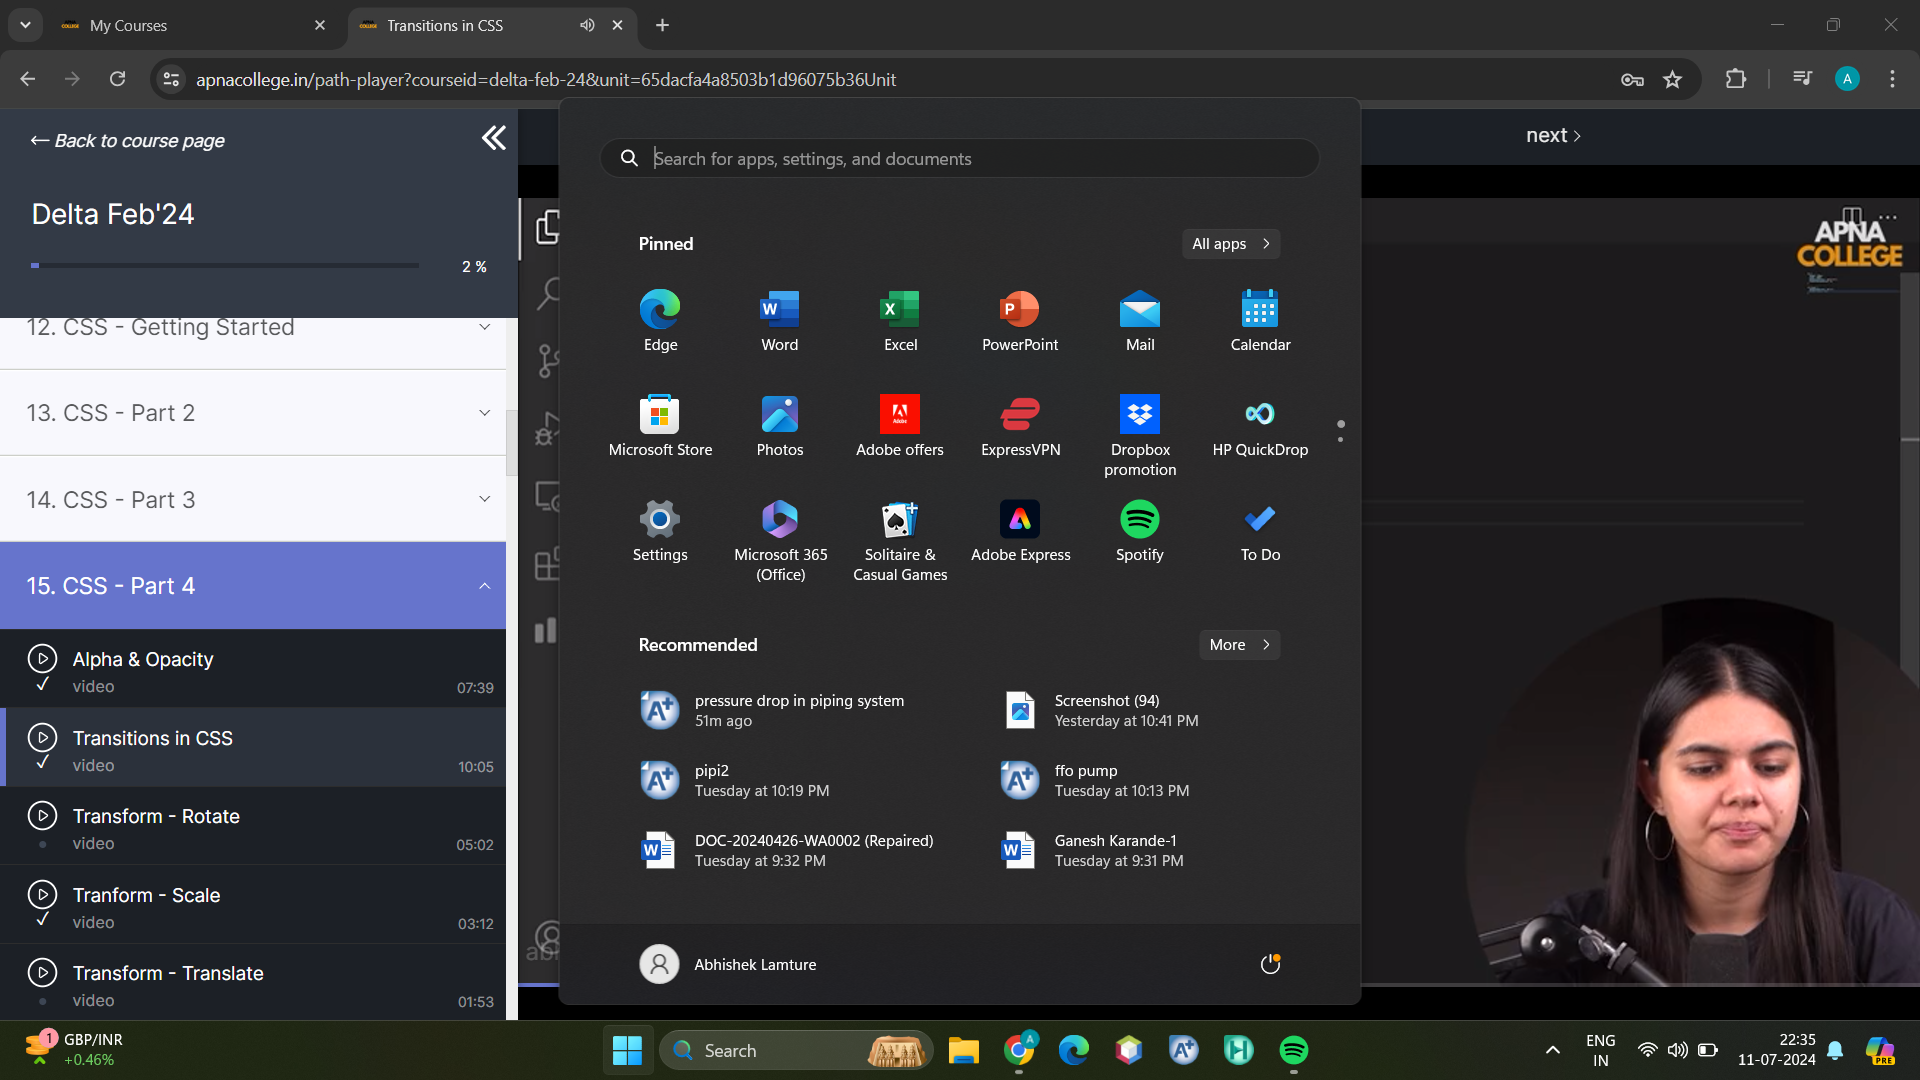 My Courses
Transitions in CSS
apnacollege.in/path-player?courseid=delta-feb-24&unit=65dacfa4a8503b1d96075b36Unit
A
← Back to course page
next >
Delta Feb'24
2 %
12. CSS - Getting Started
13. CSS - Part 2
14. CSS - Part 3
15. CSS - Part 4
Alpha & Opacity
video
07:39
Transitions in CSS
video
10:05
Transform - Rotate
video
05:02
Tranform - Scale
video
03:12
Transform - Translate
video
01:53
Search for apps, settings, and documents
Pinned
All apps >
Edge
Word
Excel
PowerPoint
Mail
Calendar
Microsoft Store
Photos
Adobe offers
ExpressVPN
Dropbox
promotion
HP QuickDrop
Settings
Microsoft 365
(Office)
Solitaire &
Casual Games
Adobe Express
Spotify
To Do
Recommended
More >
pressure drop in piping system
51m ago
Screenshot (94)
Yesterday at 10:41 PM
pipi2
Tuesday at 10:19 PM
ffo pump
Tuesday at 10:13 PM
DOC-20240426-WA0002 (Repaired)
Tuesday at 9:32 PM
Ganesh Karande-1
Tuesday at 9:31 PM
Abhishek Lamture
APNA
COLLEGE
1
GBP/INR
+0.46%
Search
A
ENG
IN
22:35
11-07-2024
PRE